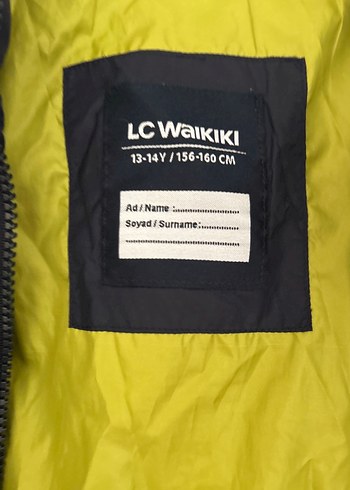 LC WAIKIKI
13-14Y / 156-160 CM
Ad / Name :..................
Soyad / Surname:............
..............................